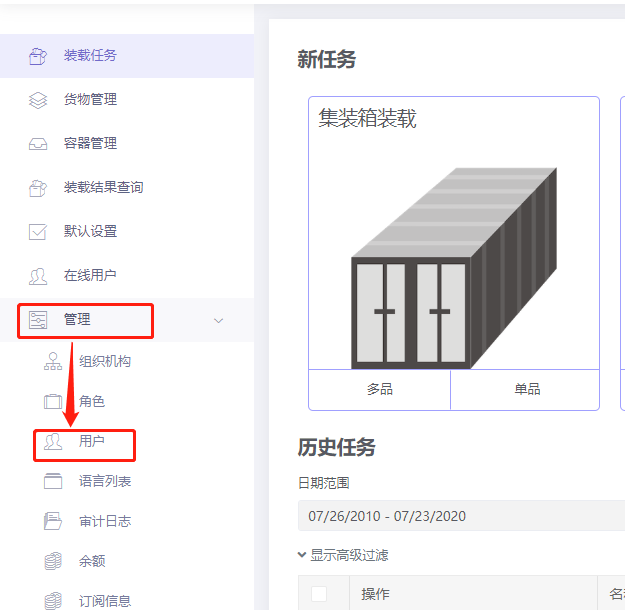 装载任务
货物管理
容器管理
装载结果查询
默认设置
在线用户
管理
组织机构
角色
用户
语言列表
审计日志
余额
订阅信息
新任务
集装箱装载
多品
单品
历史任务
日期范围
07/26/2010 - 07/23/2020
显示高级过滤
操作